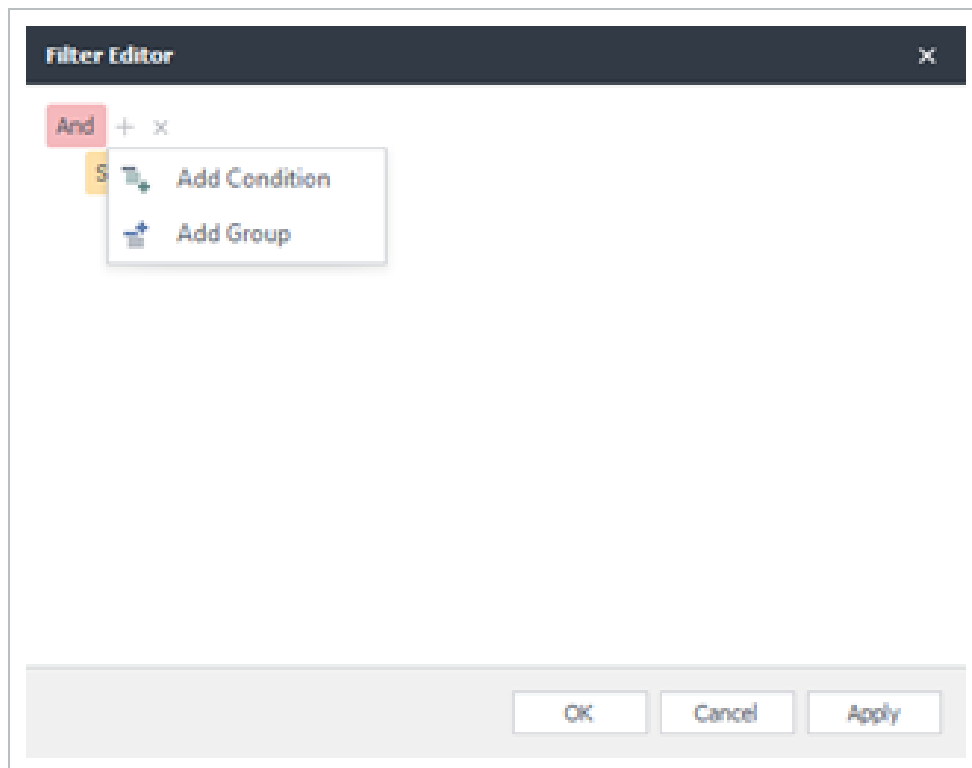 Filter Editor
And
S
Add Condition
Add Group
OK Cancel Apply